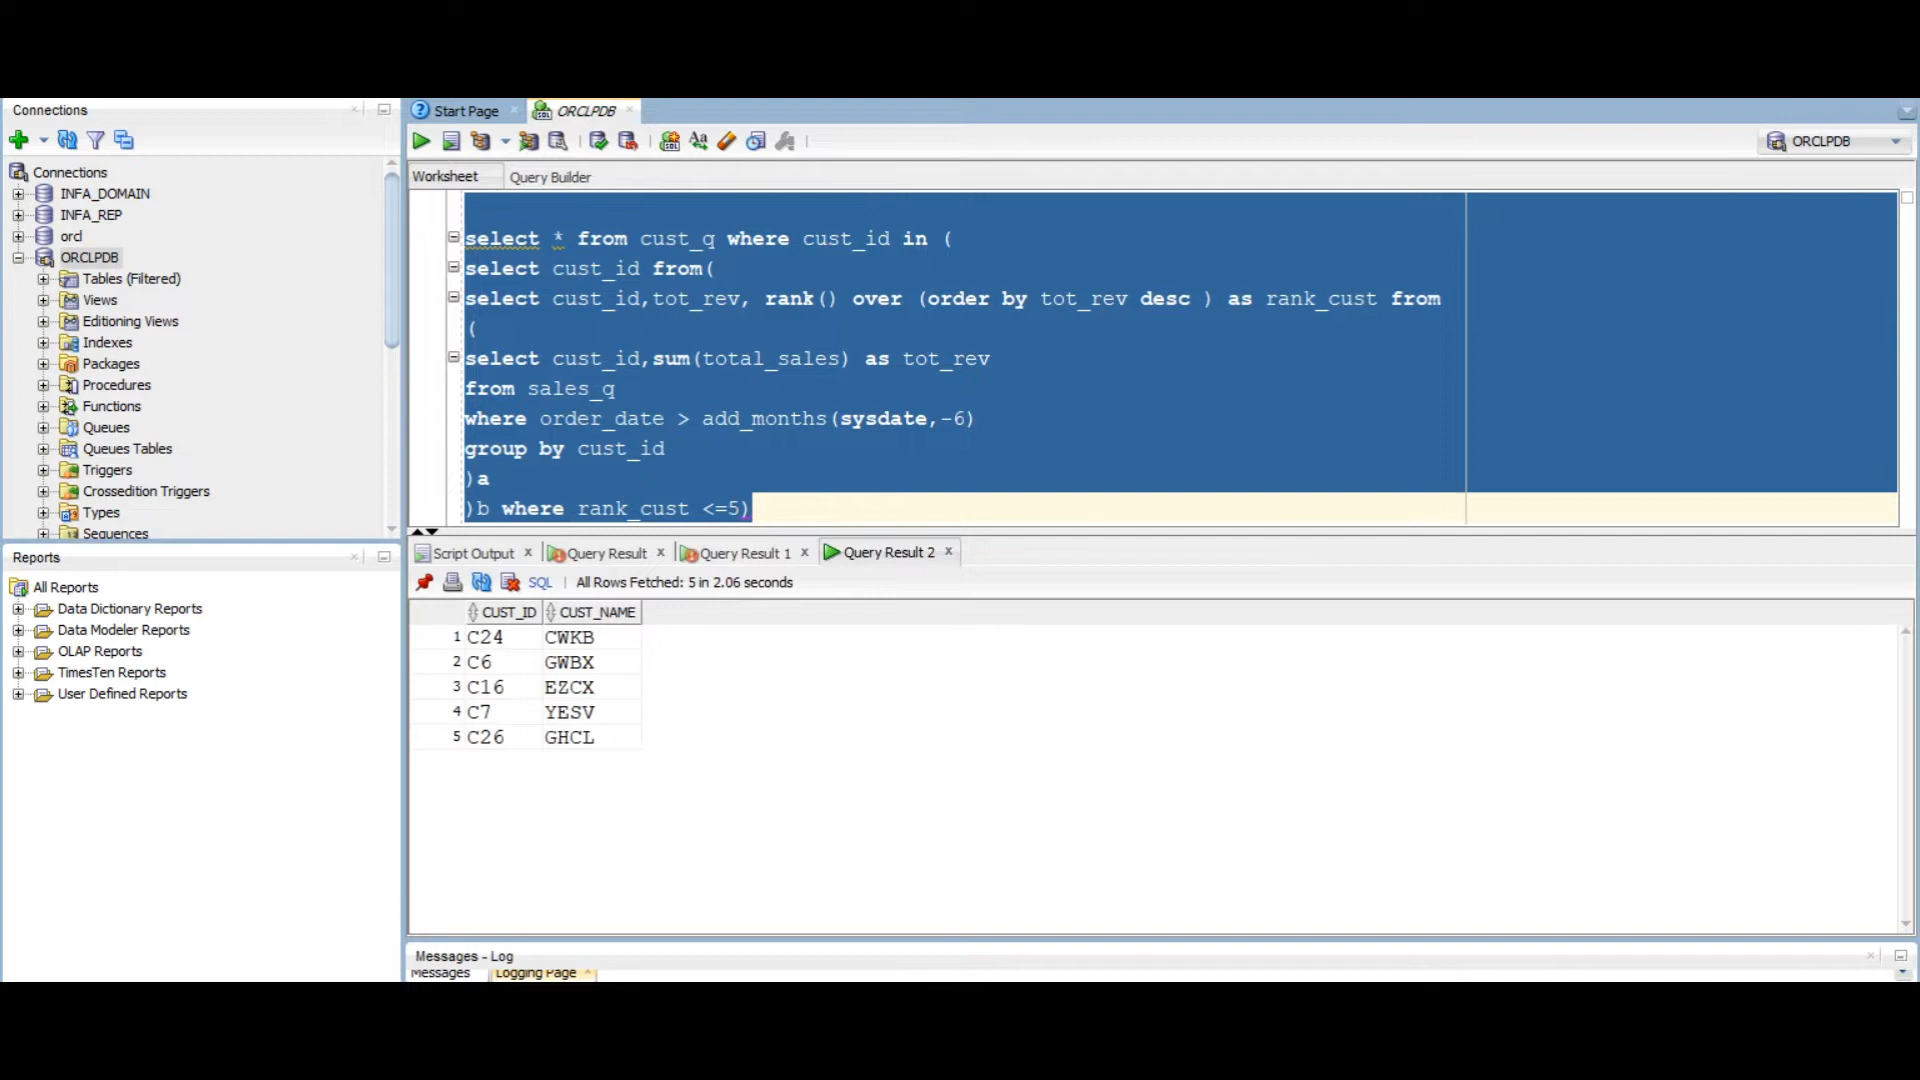 Connections
Start Page
ORCLPDB
ORCLPDB
Worksheet
Query Builder
Connections
INFA_DOMAIN
INFA_REP
orcl
ORCLPDB
Tables (Filtered)
Views
Editioning Views
Indexes
Packages
Procedures
Functions
Queues
Queues Tables
Triggers
Crossedition Triggers
Types
Sequences
select * from cust_q where cust_id in (
select cust_id from(
select cust_id,tot_rev, rank() over (order by tot_rev desc ) as rank_cust from
(
select cust_id,sum(total_sales) as tot_rev
from sales_q
where order_date > add_months(sysdate,-6)
group by cust_id
)a
)b where rank_cust <=5)
Reports
All Reports
Data Dictionary Reports
Data Modeler Reports
OLAP Reports
TimesTen Reports
User Defined Reports
Script Output
Query Result
Query Result 1
Query Result 2
SQL
All Rows Fetched: 5 in 2.06 seconds
CUST_ID CUST_NAME
1 C24 CWKB
2 C6 GWBX
3 C16 EZCX
4 C7 YESV
5 C26 GHCL
Messages - Log
Messages
Logging Page